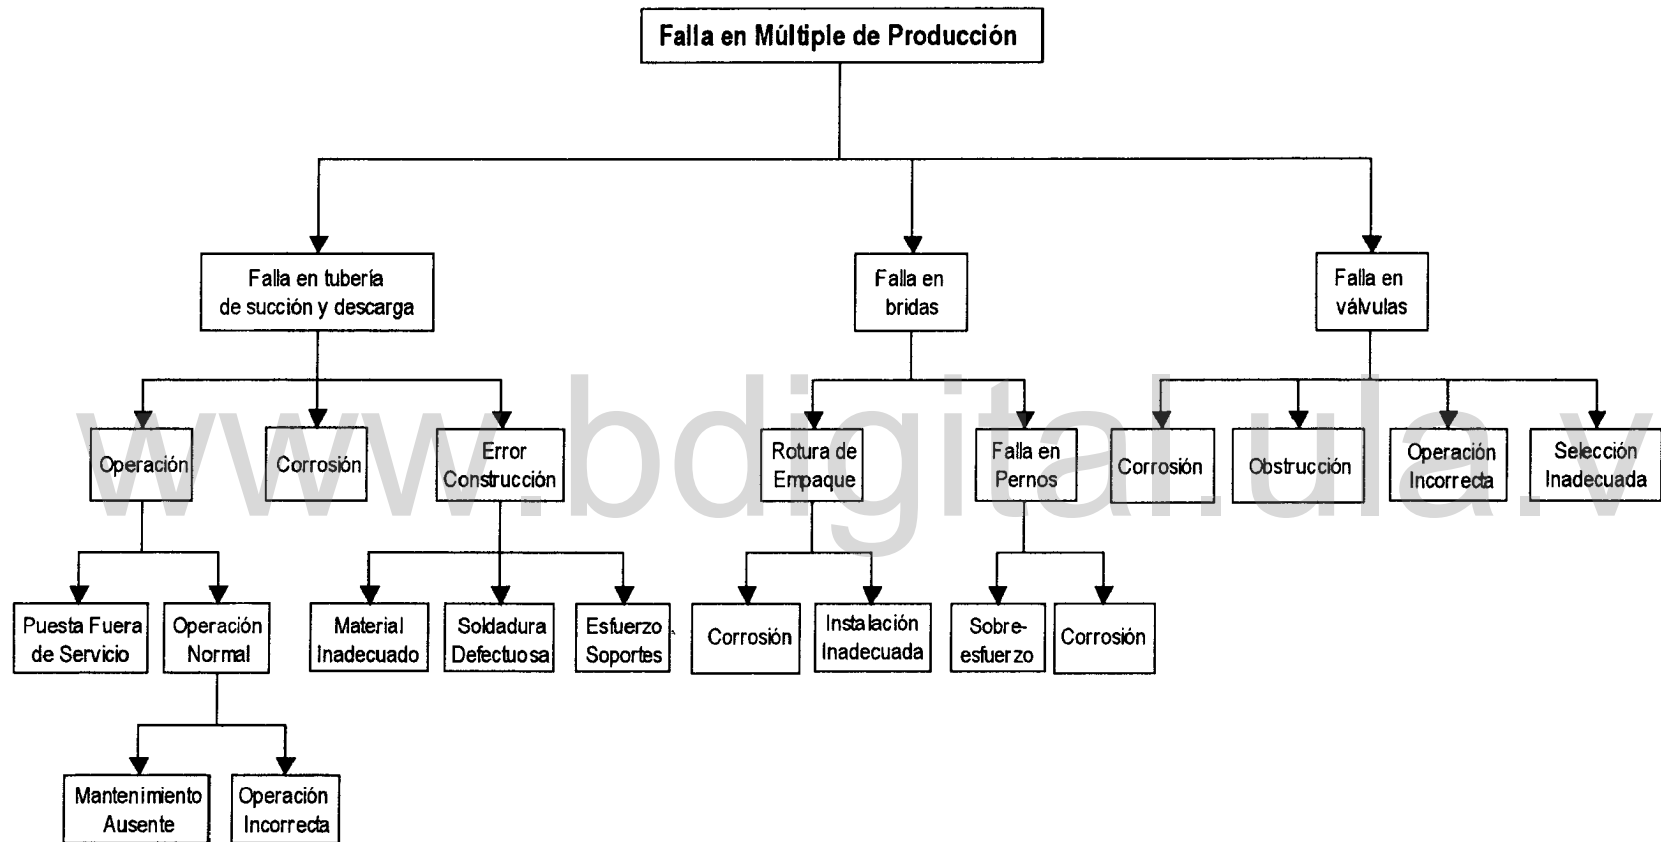 Falla en Múltiple de Producción
Falla en tubería
de succión y descarga
Falla en
bridas
Falla en
válvulas
Operación
Corrosión
Error
Construcción
Rotura de
Empaque
Falla en
Pernos
Corrosión
Obstrucción
Operación
Incorrecta
Selección
Inadecuada
Puesta Fuera
de Servicio
Operación
Normal
Material
Inadecuado
Soldadura
Defectuosa
Esfuerzo
Soportes
Corrosión
Instalación
Inadecuada
Sobre-
esfuerzo
Corrosión
Mantenimiento
Ausente
Operación
Incorrecta
www.bdigital.ula.v